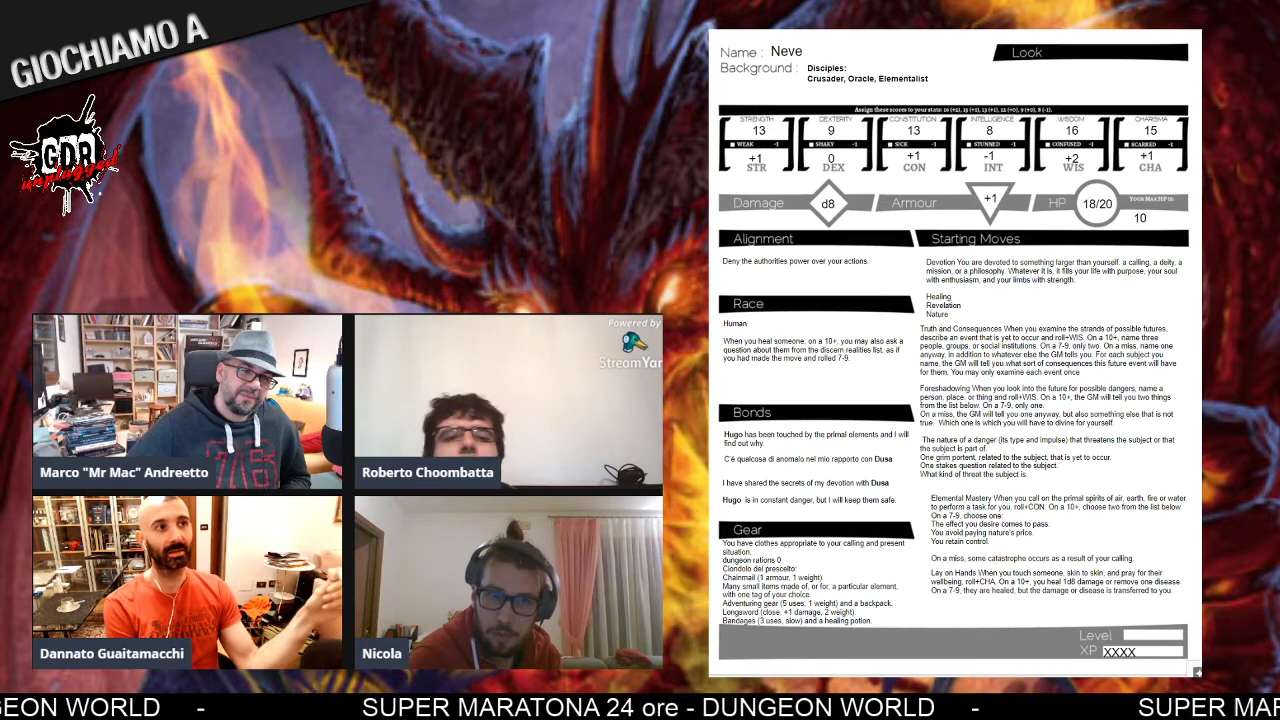 GIOCHIAMO A
GDR
unplugged!
Name : Neve
Background : Disciples:
Crusader, Oracle, Elementalist
Look
Assign these scores to your stats: 16 (+2), 15 (+1), 13 (+1), 12 (+0), 9 (+0), 8 (-1).
STRENGTH DEXTERITY CONSTITUTION INTELLIGENCE WISDOM CHARISMA
13 9 13 8 16 15
WEAK -1 SHAKY -1 SICK -1 STUNNED -1 CONFUSED -1 SCARRED -1
+1 0 +1 -1 +2 +1
STR DEX CON INT WIS CHA
Damage d8 Armour +1 HP 18/20 YOUR MAX HP IS:
10
Alignment
Deny the authorities power over your actions.
Race
Human
When you heal someone, on a 10+, you may also ask a
question about them from the discern realities list, as if
you had made the move and rolled 7-9.
Bonds
Hugo has been touched by the primal elements and I will
find out why.
C'è qualcosa di anomalo nel mio rapporto con Dusa
I have shared the secrets of my devotion with Dusa
Hugo is in constant danger, but I will keep them safe.
Gear
You have clothes appropriate to your calling and present
situation,
dungeon rations 0
Ciondolo del prescelto:
Chainmail (1 armour, 1 weight).
Many small items made of, or for, a particular element,
with one tag of your choice.
Adventuring gear (5 uses, 1 weight) and a backpack.
Longsword (close, +1 damage, 2 weight).
Bandages (3 uses, slow) and a healing potion.
Starting Moves
Devotion You are devoted to something larger than yourself: a calling, a deity, a
mission, or a philosophy. Whatever it is, it fills your life with purpose, your soul
with enthusiasm, and your limbs with strength.
Healing
Revelation
Nature
Truth and Consequences When you examine the strands of possible futures,
describe an event that is yet to occur and roll+WIS. On a 10+, name three
people, groups, or social institutions. On a 7-9, only two. On a miss, name one
anyway, in addition to whatever else the GM tells you. For each subject you
name, the GM will tell you what sort of consequences this future event will have
for them. You may only examine each event once
Foreshadowing When you look into the future for possible dangers, name a
person, place, or thing and roll+WIS. On a 10+, the GM will tell you two things
from the list below. On a 7-9, only one.
On a miss, the GM will tell you one anyway, but also something else that is not
true. Which one is which you will have to divine for yourself.
The nature of a danger (its type and impulse) that threatens the subject or that
the subject is part of.
One grim portent, related to the subject, that is yet to occur.
One stakes question related to the subject.
What kind of threat the subject is.
Elemental Mastery When you call on the primal spirits of air, earth, fire or water
to perform a task for you, roll+CON. On a 10+, choose two from the list below.
On a 7-9, choose one:
The effect you desire comes to pass.
You avoid paying nature's price.
You retain control.
On a miss, some catastrophe occurs as a result of your calling.
Lay on Hands When you touch someone, skin to skin, and pray for their
wellbeing, roll+CHA. On a 10+, you heal 1d8 damage or remove one disease.
On a 7-9, they are healed, but the damage or disease is transferred to you.
Level
XP XXXX
Powered by
StreamYar
Marco "Mr Mac" Andreetto
Roberto Choombatta
Dannato Guaitamacchi
Nicola
GEON WORLD - SUPER MARATONA 24 ore - DUNGEON WORLD - SUPER MAR